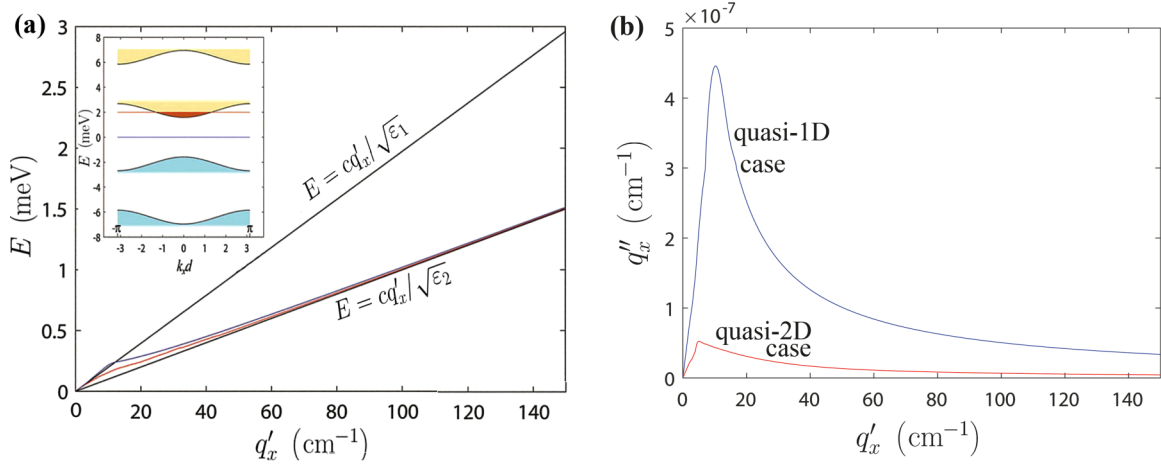 (a)
3
2.5
2
1.5
1
0.5
0
E (meV)
0 20 40 60 80 100 120 140
q′ₓ (cm⁻¹)
E = cq′ₓ/√ε₁
E = cq′ₓ/√ε₂
8
6
4
2
0
-2
-4
-6
8
E (meV)
-π π
-3 -2 -1 0 1 2 3
kₓd
(b)
×10⁻⁷
5
4
3
2
1
0
q″ₓ (cm⁻¹)
quasi-1D
case
quasi-2D
case
0 20 40 60 80 100 120 140
q′ₓ (cm⁻¹)